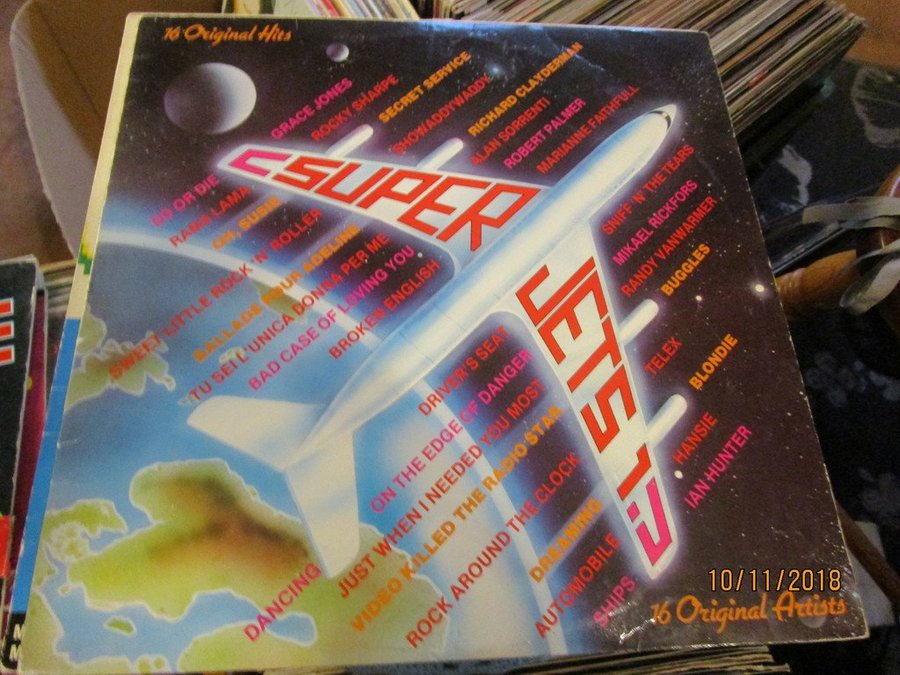 16 Original Hits
GRACE JONES
ROCKY SHARPE
SECRET SERVICE
SHOWADDYWADDY
RICHARD CLAYDERMAN
ALAN SORRENTI
ROBERT PALMER
MARIANNE FAITHFULL
SUPER
DO OR DIE
RAMA LAMA
OH, SUSIE
SWEET LITTLE ROCK 'N' ROLLER
BALLADE POUR ADELINE
TU SEI L'UNICA DONNA PER ME
BAD CASE OF LOVING YOU
BROKEN ENGLISH
SNIFF 'N' THE TEARS
MIKAEL RICKFORS
RANDY VANWARMER
BUGGLES
TELEX
BLONDIE
HANSIE
IAN HUNTER
JETS 1
DRIVER'S SEAT
DANCING ON THE EDGE OF DANGER
JUST WHEN I NEEDED YOU MOST
VIDEO KILLED THE RADIO STAR
ROCK AROUND THE CLOCK
DREAMING
AUTOMOBILE
SHIPS
10/11/2018
16 Original Artists